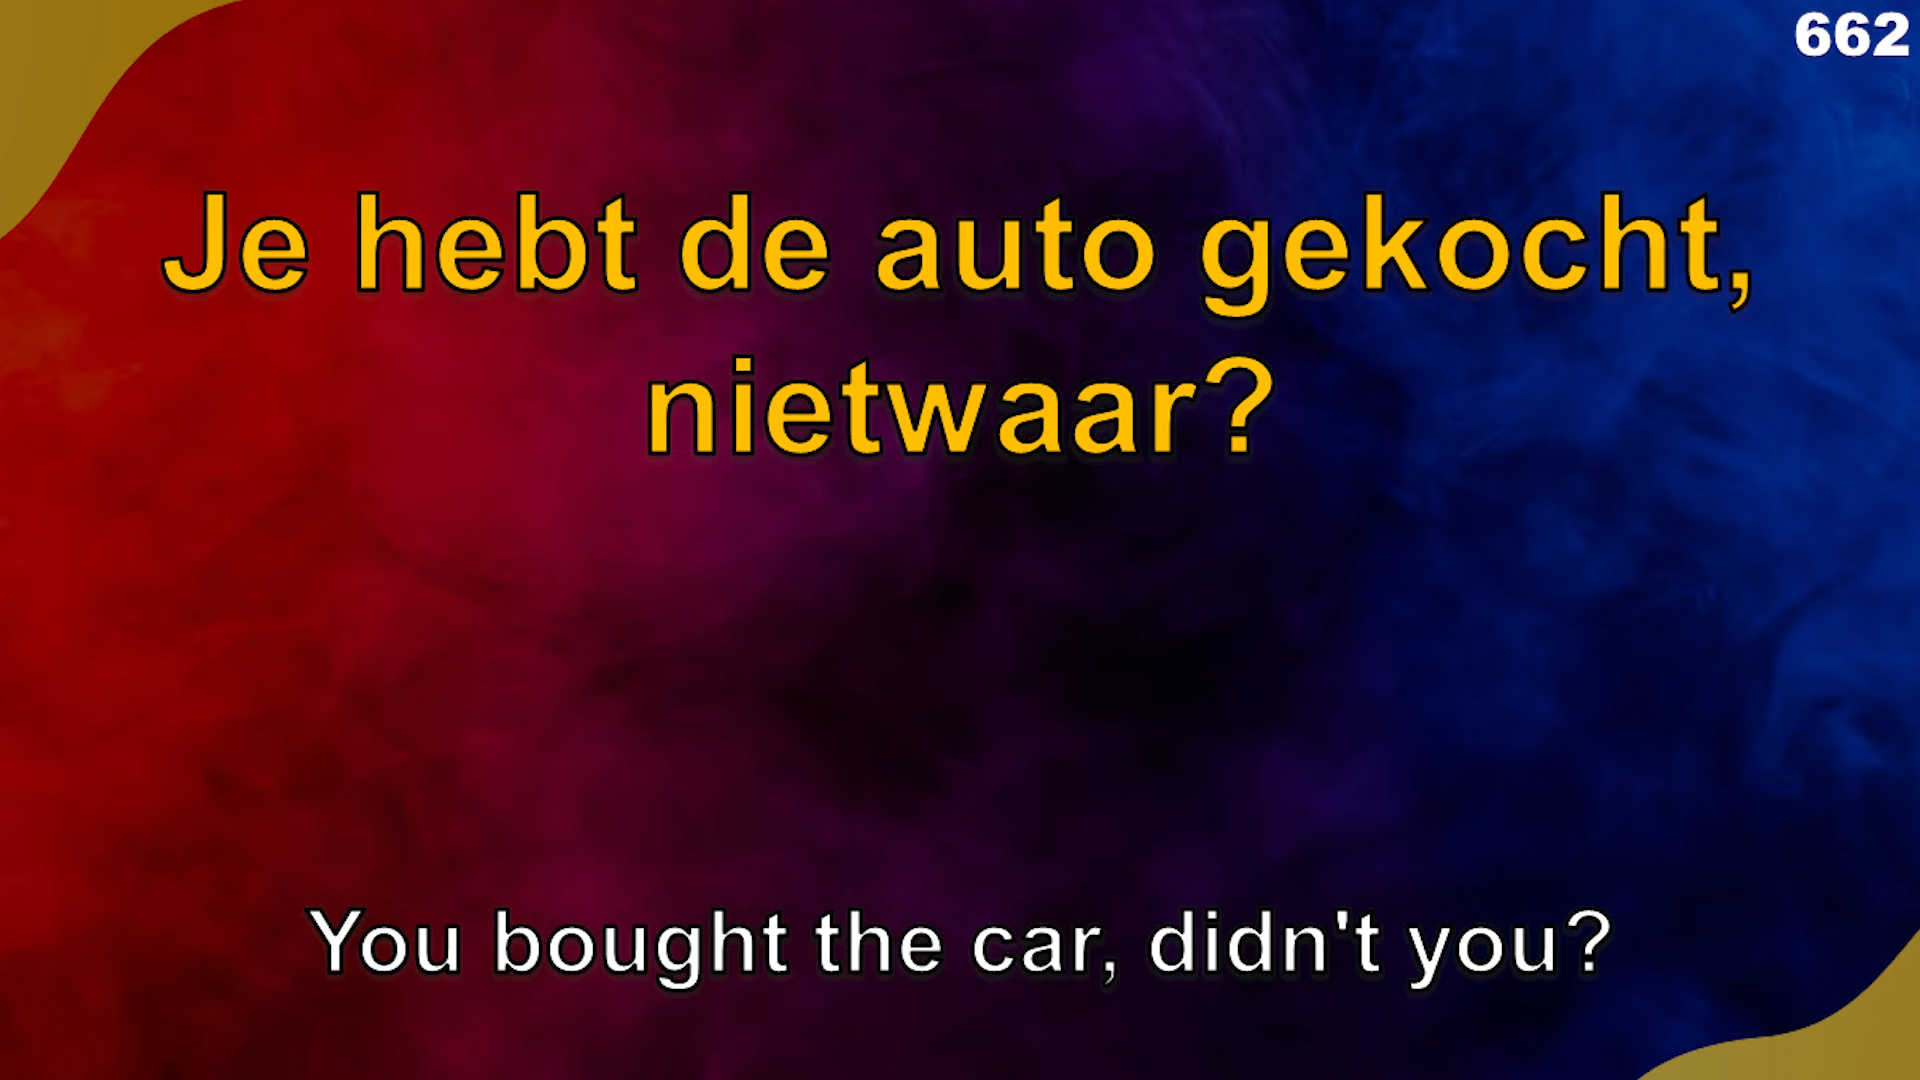 662
Je hebt de auto gekocht,
nietwaar?
You bought the car, didn't you?